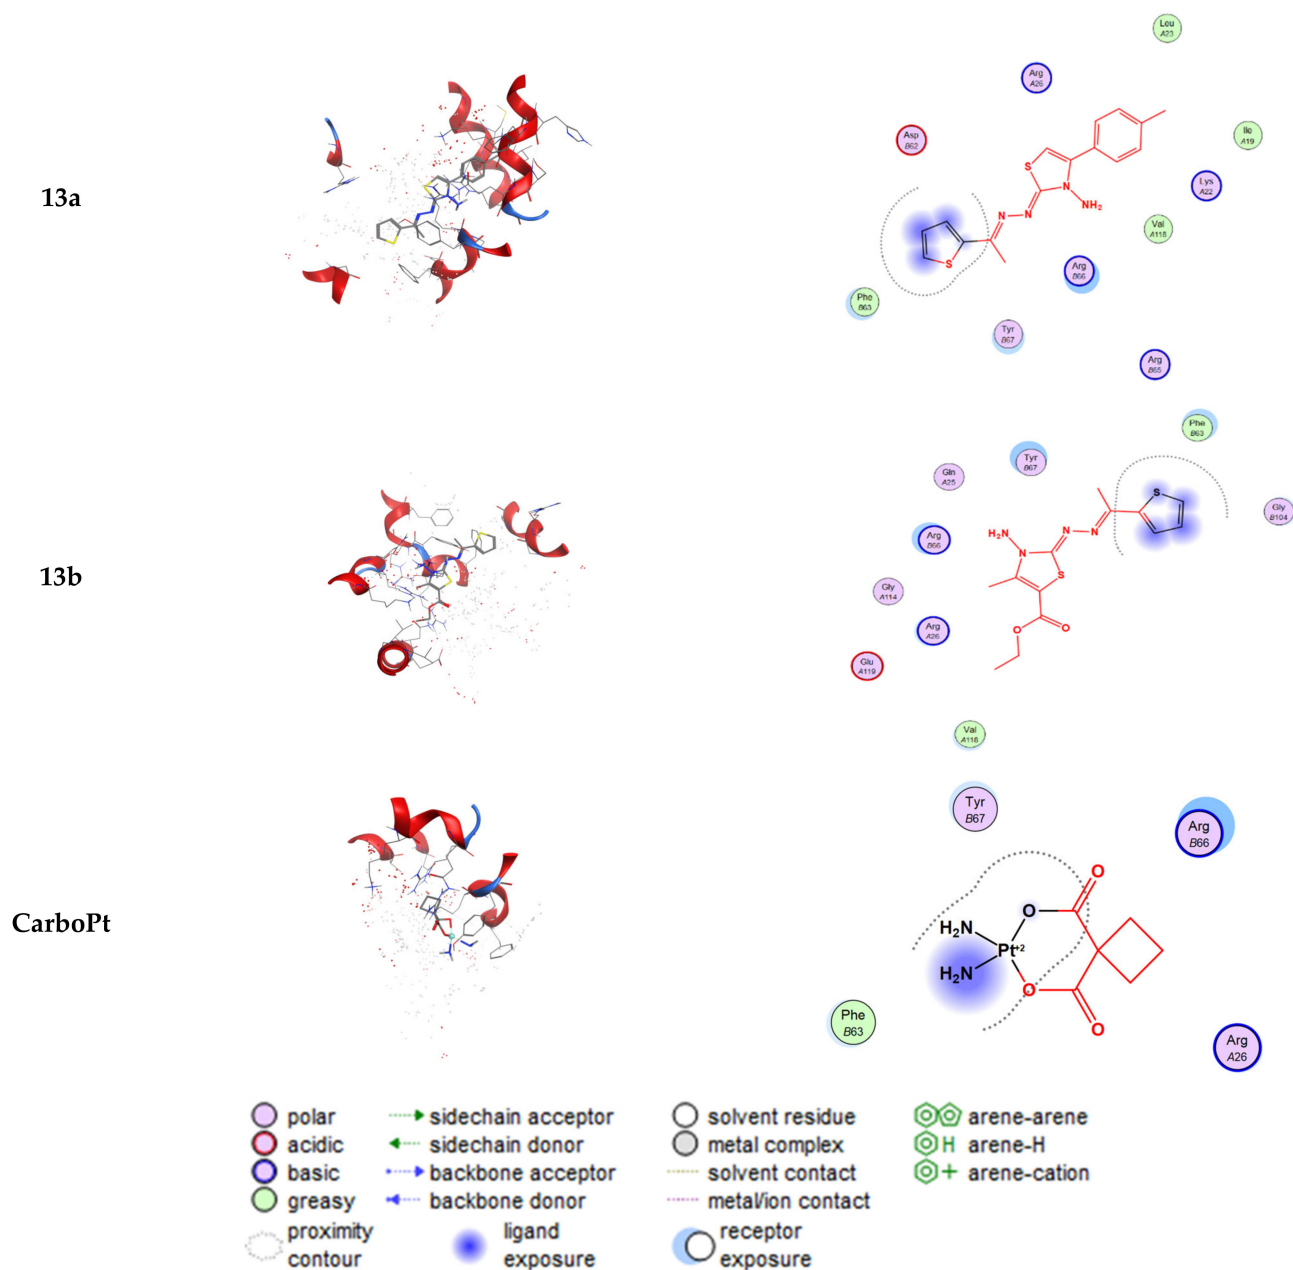 13a
Leu
A23
Arg
A26
Asp
B62
Ile
A19
Lys
A22
Val
A118
Arg
B66
Phe
B63
Tyr
B67
S
N
NH₂
N
N
S
13b
Arg
B65
Phe
B63
Tyr
B67
Gln
A25
Gly
B104
Arg
B66
Gly
A114
Arg
A26
Glu
A119
Val
A118
S
H₂N
N
N
N
S
O
O
CarboPt
Tyr
B67
Arg
B66
Phe
B63
Arg
A26
O
O
H₂N
Pt+2
H₂N
O
O
polar
sidechain acceptor
solvent residue
arene-arene
acidic
sidechain donor
metal complex
H arene-H
basic
backbone acceptor
solvent contact
+ arene-cation
greasy
backbone donor
metal/ion contact
proximity
contour
ligand
exposure
receptor
exposure